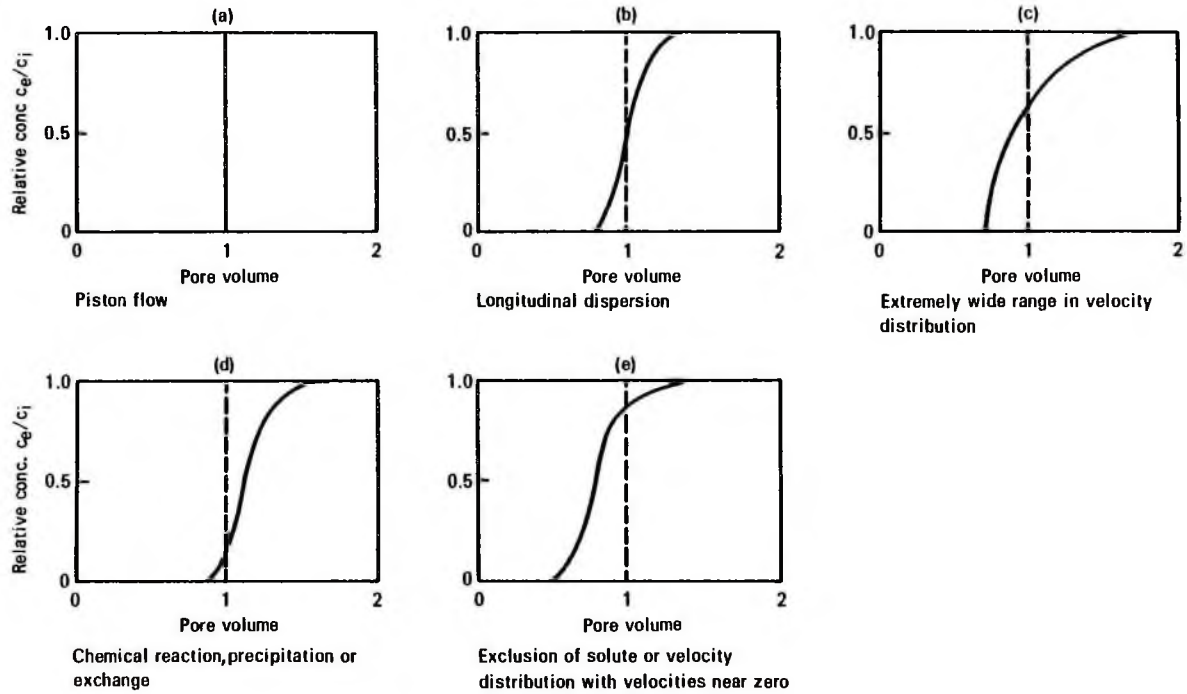 (a)
(b)
(c)
Relative conc c_e/c_i
1.0
0.5
0
0
1
2
Pore volume
Piston flow
1.0
0.5
0
0
1
2
Pore volume
Longitudinal dispersion
1.0
0.5
0
0
1
2
Pore volume
Extremely wide range in velocity
distribution
(d)
(e)
Relative conc. c_e/c_i
1.0
0.5
0
0
1
2
Pore volume
Chemical reaction,precipitation or
exchange
1.0
0.5
0
0
1
2
Pore volume
Exclusion of solute or velocity
distribution with velocities near zero